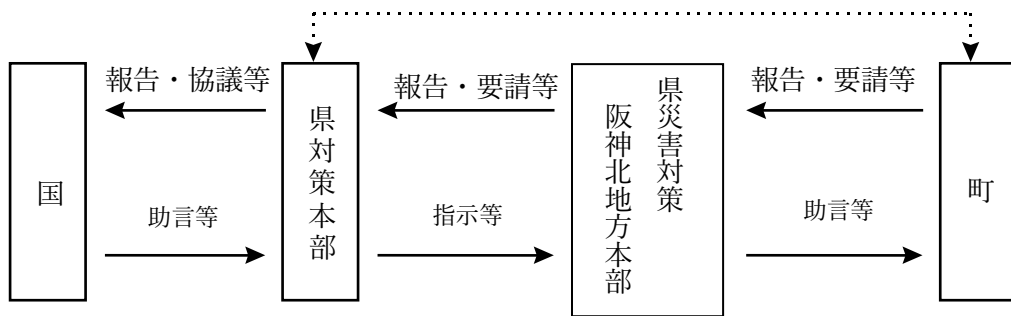 国
報告・協議等
助言等
県対策本部
報告・要請等
指示等
県災害対策
阪神北地方本部
報告・要請等
助言等
町